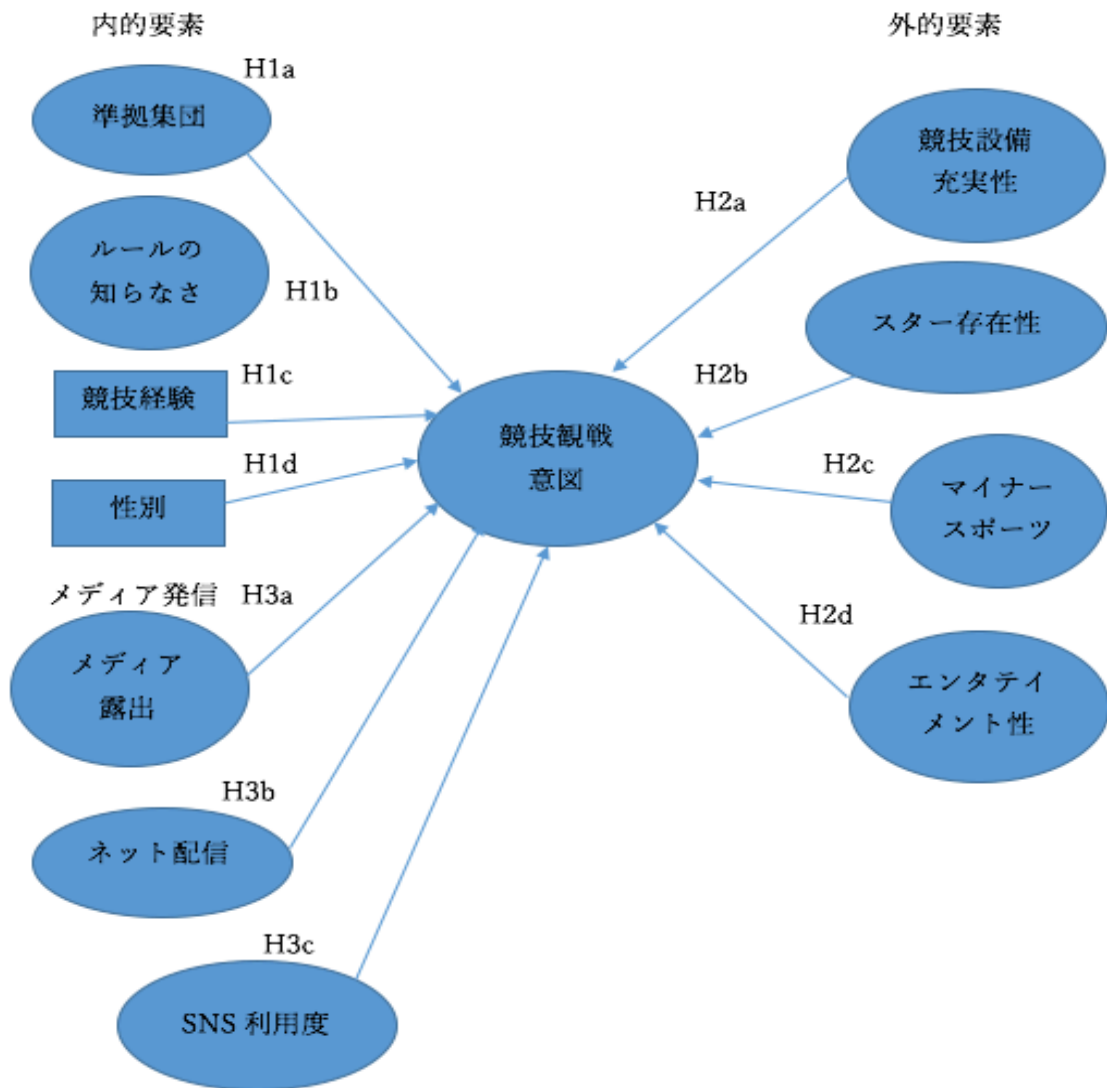 内的要素
H1a
準拠集団
ルールの
知らなさ
H1b
競技経験
H1c
性別
H1d
メディア発信
H3a
メディア
露出
H3b
ネット配信
H3c
SNS 利用度
競技観戦
意図
外的要素
競技設備
充実性
H2a
スター存在性
H2b
マイナー
スポーツ
H2c
エンタテイ
メント性
H2d